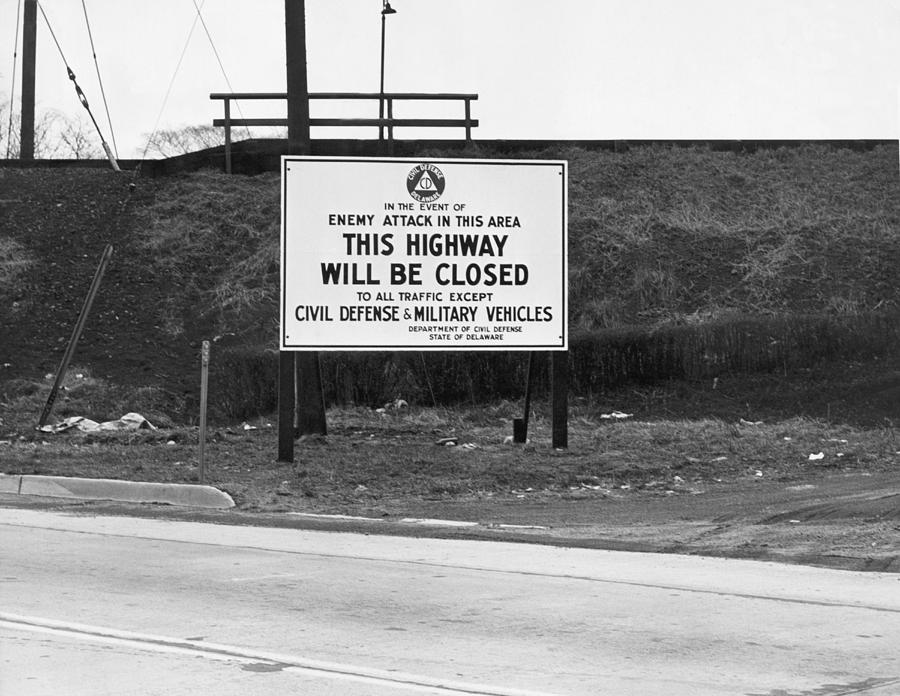 CIVIL DEFENSE
CD
DELAWARE
IN THE EVENT OF
ENEMY ATTACK IN THIS AREA
THIS HIGHWAY
WILL BE CLOSED
TO ALL TRAFFIC EXCEPT
CIVIL DEFENSE & MILITARY VEHICLES
DEPARTMENT OF CIVIL DEFENSE
STATE OF DELAWARE